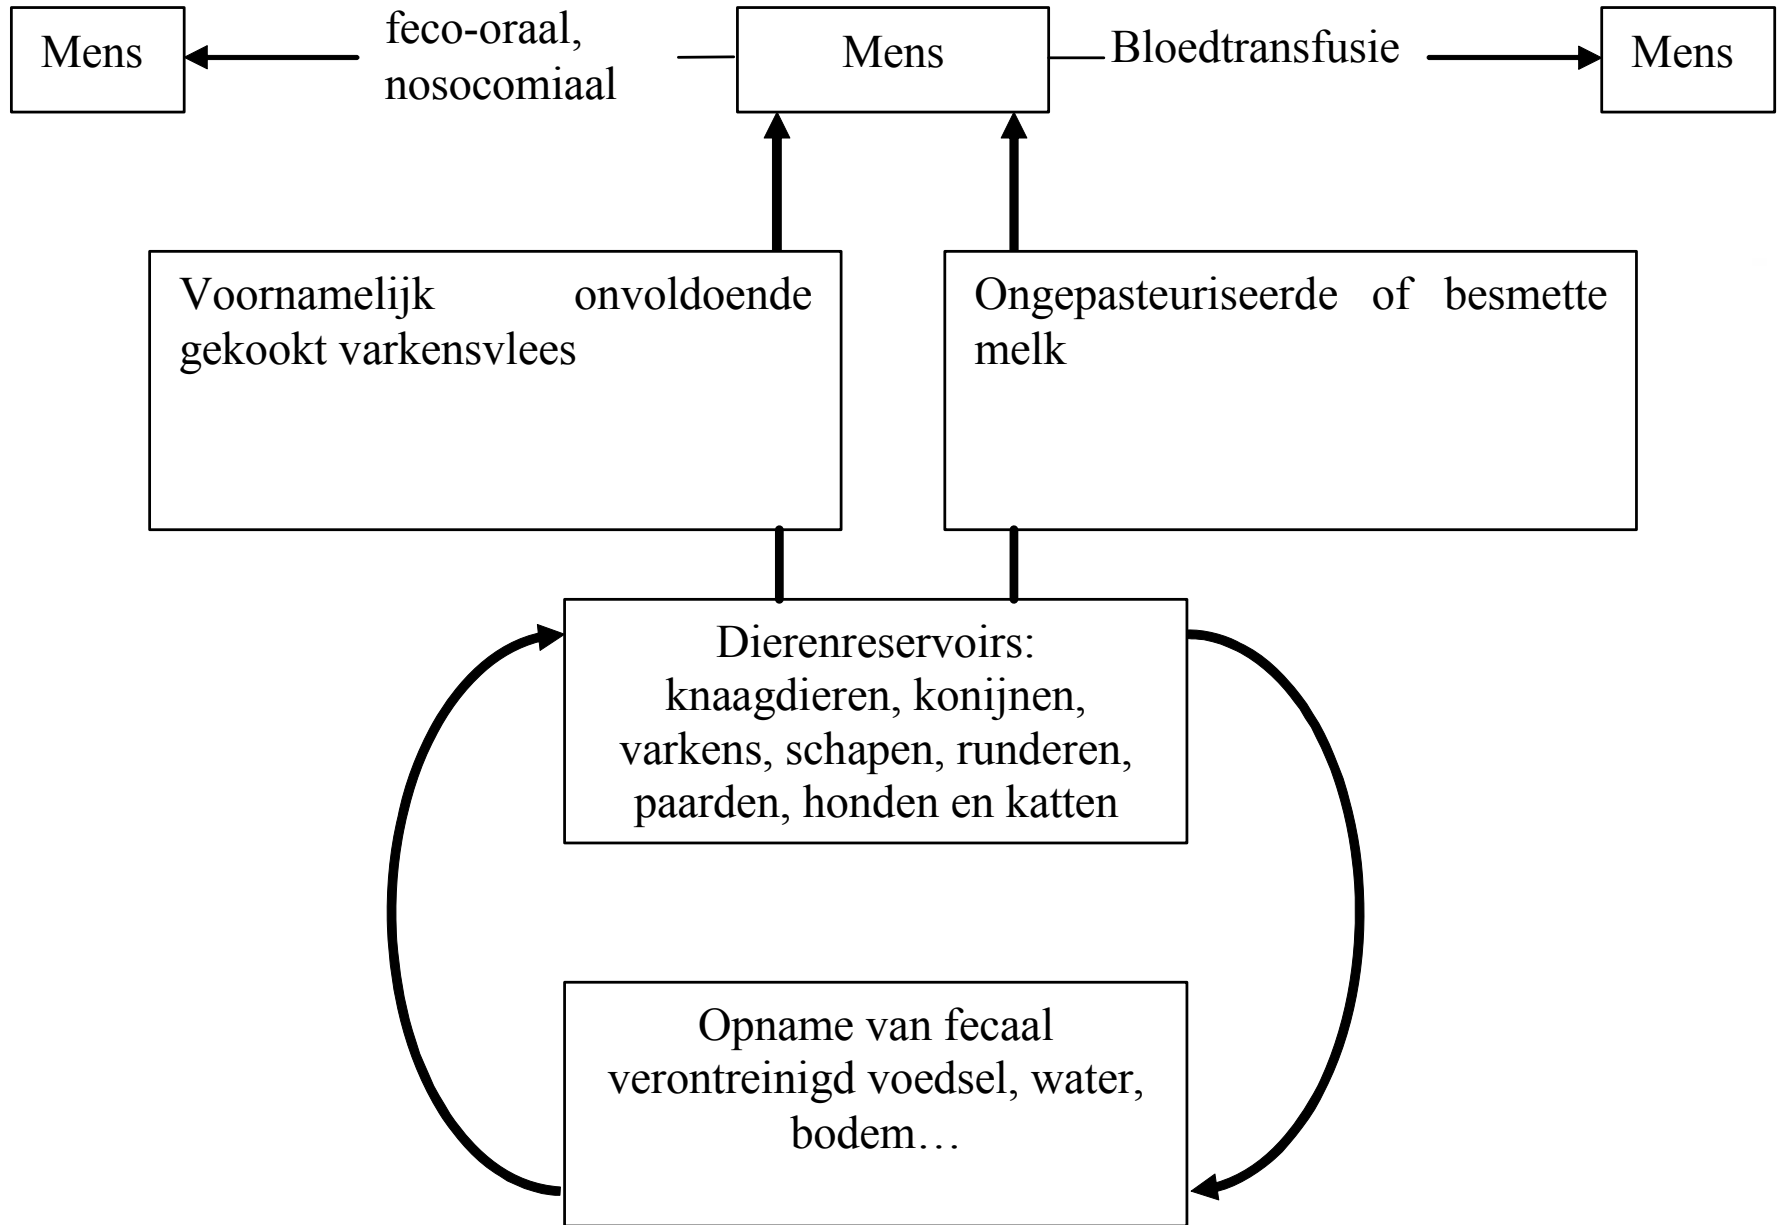 Mens
feco-oraal,
nosocomiaal
Mens
Bloedtransfusie
Mens
Voornamelijk onvoldoende
gekookt varkensvlees
Ongepasteuriseerde of besmette
melk
Dierenreservoirs:
knaagdieren, konijnen,
varkens, schapen, runderen,
paarden, honden en katten
Opname van fecaal
verontreinigd voedsel, water,
bodem…